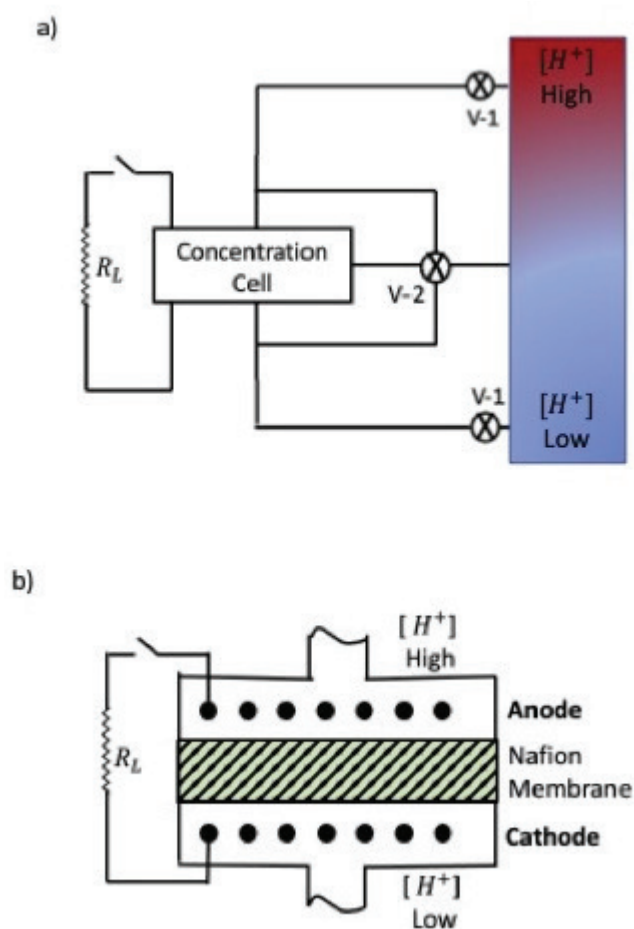 a)
[H⁺]
High
V-1
R_L
Concentration
Cell
V-2
V-1
[H⁺]
Low
b)
[H⁺]
High
Anode
R_L
Nafion
Membrane
Cathode
[H⁺]
Low